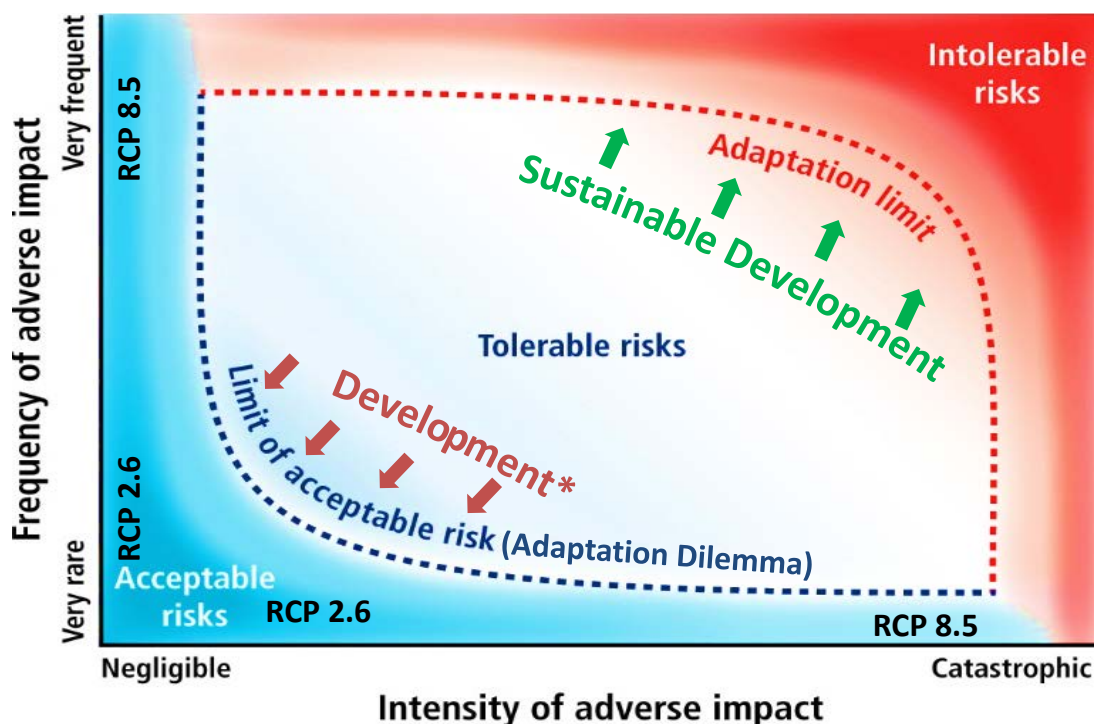 Frequency of adverse impact
Very frequent
Very rare
RCP 8.5
RCP 2.6
Intolerable
risks
Adaptation limit
Sustainable Development
Tolerable risks
Development*
Limit of acceptable risk (Adaptation Dilemma)
Acceptable
risks
RCP 2.6
RCP 8.5
Negligible
Catastrophic
Intensity of adverse impact